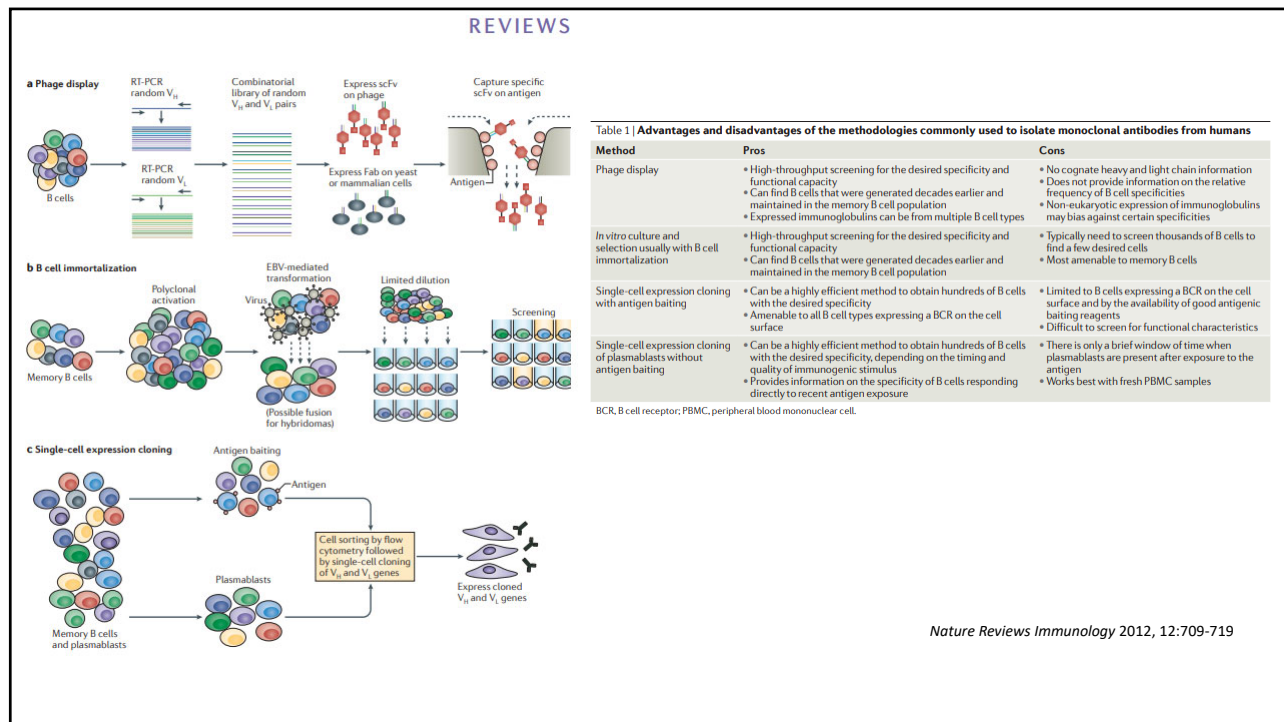 REVIEWS
a Phage display
RT-PCR
random VH
Combinatorial
library of random
VH and VL pairs
Express scFv
on phage
Capture specific
scFv on antigen
RT-PCR
random VL
B cells
Express Fab on yeast
or mammalian cells
Antigen
b B cell immortalization
Polyclonal
activation
EBV-mediated
transformation
Virus
Limited dilution
Screening
Memory B cells
(Possible fusion
for hybridomas)
c Single-cell expression cloning
Antigen baiting
Antigen
Cell sorting by flow
cytometry followed
by single-cell cloning
of VH and VL genes
Plasmablasts
Express cloned
VH and VL genes
Memory B cells
and plasmablasts
Table 1 | Advantages and disadvantages of the methodologies commonly used to isolate monoclonal antibodies from humans
Method Pros Cons
Phage display
• High-throughput screening for the desired specificity and
functional capacity
• Can find B cells that were generated decades earlier and
maintained in the memory B cell population
• Expressed immunoglobulins can be from multiple B cell types
• No cognate heavy and light chain information
• Does not provide information on the relative
frequency of B cell specificities
• Non-eukaryotic expression of immunoglobulins
may bias against certain specificities
In vitro culture and
selection usually with B cell
immortalization
• High-throughput screening for the desired specificity and
functional capacity
• Can find B cells that were generated decades earlier and
maintained in the memory B cell population
• Typically need to screen thousands of B cells to
find a few desired cells
• Most amenable to memory B cells
Single-cell expression cloning
with antigen baiting
• Can be a highly efficient method to obtain hundreds of B cells
with the desired specificity
• Amenable to all B cell types expressing a BCR on the cell
surface
• Limited to B cells expressing a BCR on the cell
surface and by the availability of good antigenic
baiting reagents
• Difficult to screen for functional characteristics
Single-cell expression cloning
of plasmablasts without
antigen baiting
• Can be a highly efficient method to obtain hundreds of B cells
with the desired specificity, depending on the timing and
quality of immunogenic stimulus
• Provides information on the specificity of B cells responding
directly to recent antigen exposure
• There is only a brief window of time when
plasmablasts are present after exposure to the
antigen
• Works best with fresh PBMC samples
BCR, B cell receptor; PBMC, peripheral blood mononuclear cell.
Nature Reviews Immunology 2012, 12:709-719